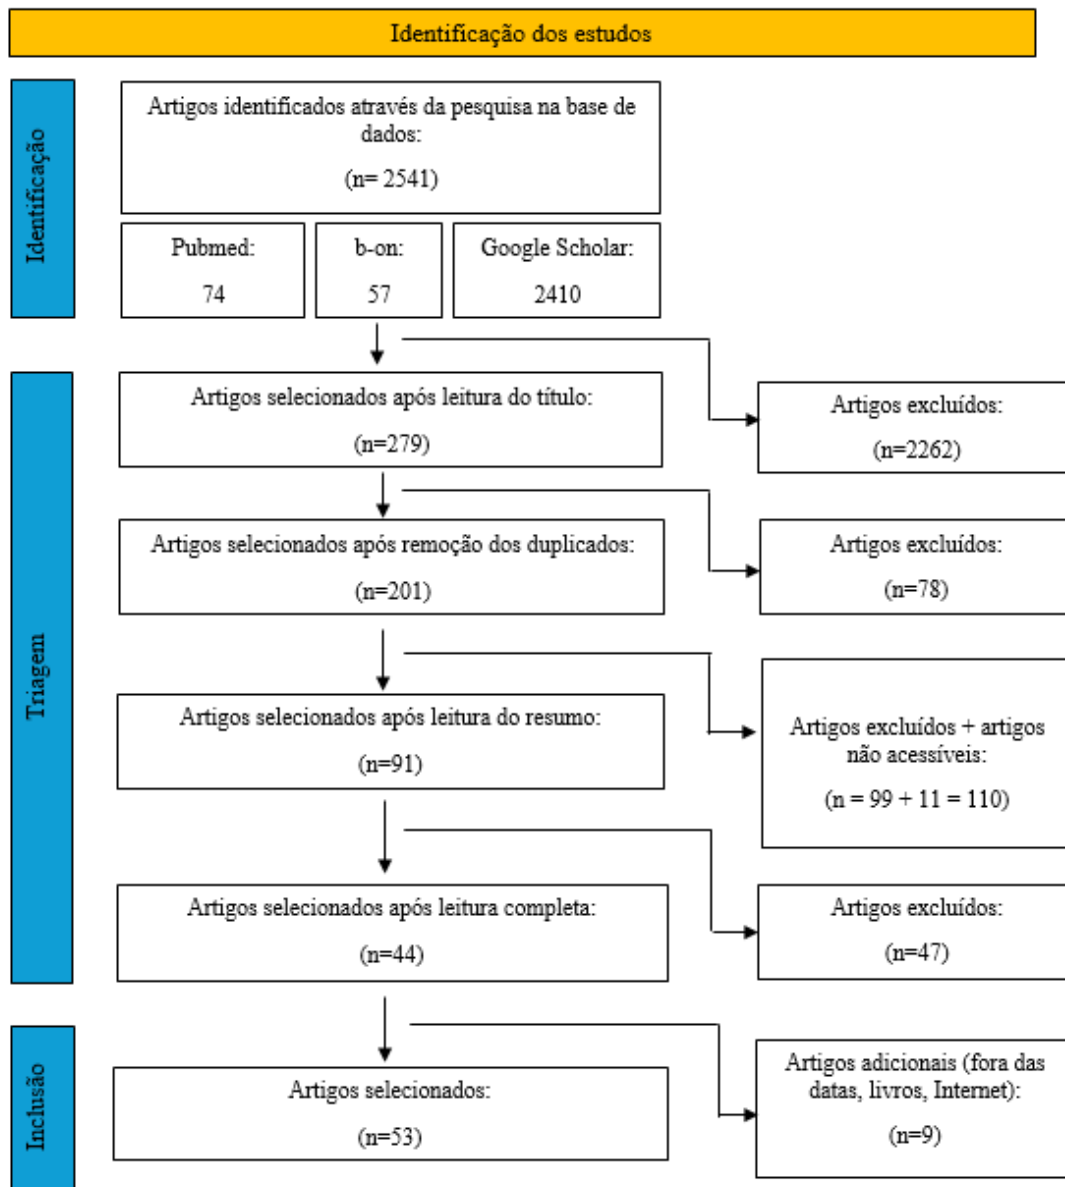 Identificação dos estudos
Identificação
Artigos identificados através da pesquisa na base de
dados:
(n= 2541)
Pubmed:
74
b-on:
57
Google Scholar:
2410
Triagem
Artigos selecionados após leitura do título:
(n=279)
Artigos excluídos:
(n=2262)
Artigos selecionados após remoção dos duplicados:
(n=201)
Artigos excluídos:
(n=78)
Artigos selecionados após leitura do resumo:
(n=91)
Artigos excluídos + artigos
não acessíveis:
(n = 99 + 11 = 110)
Artigos selecionados após leitura completa:
(n=44)
Artigos excluídos:
(n=47)
Inclusão
Artigos selecionados:
(n=53)
Artigos adicionais (fora das
datas, livros, Internet):
(n=9)